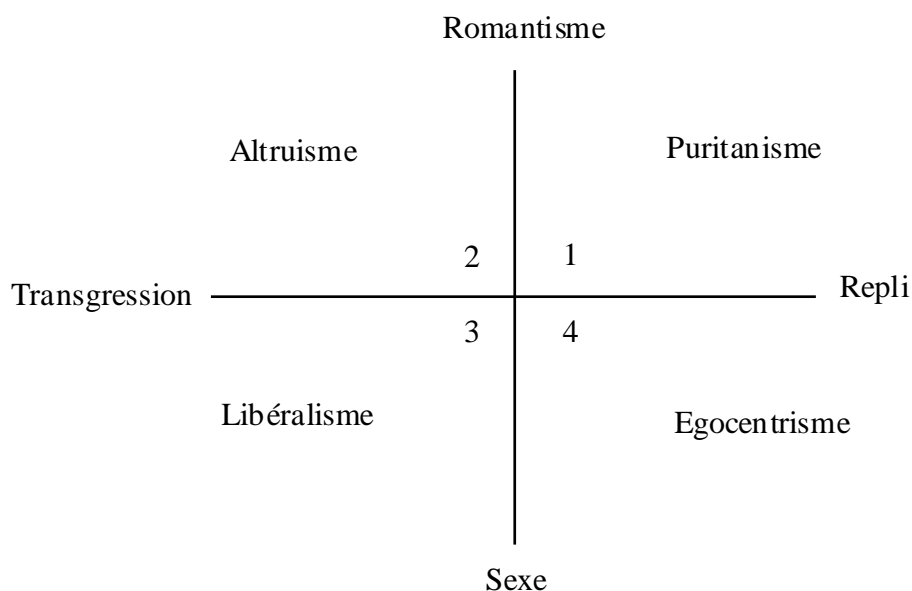 Romantisme
Altruisme
Puritanisme
2
1
Transgression
Repli
3
4
Libéralisme
Egocentrisme
Sexe